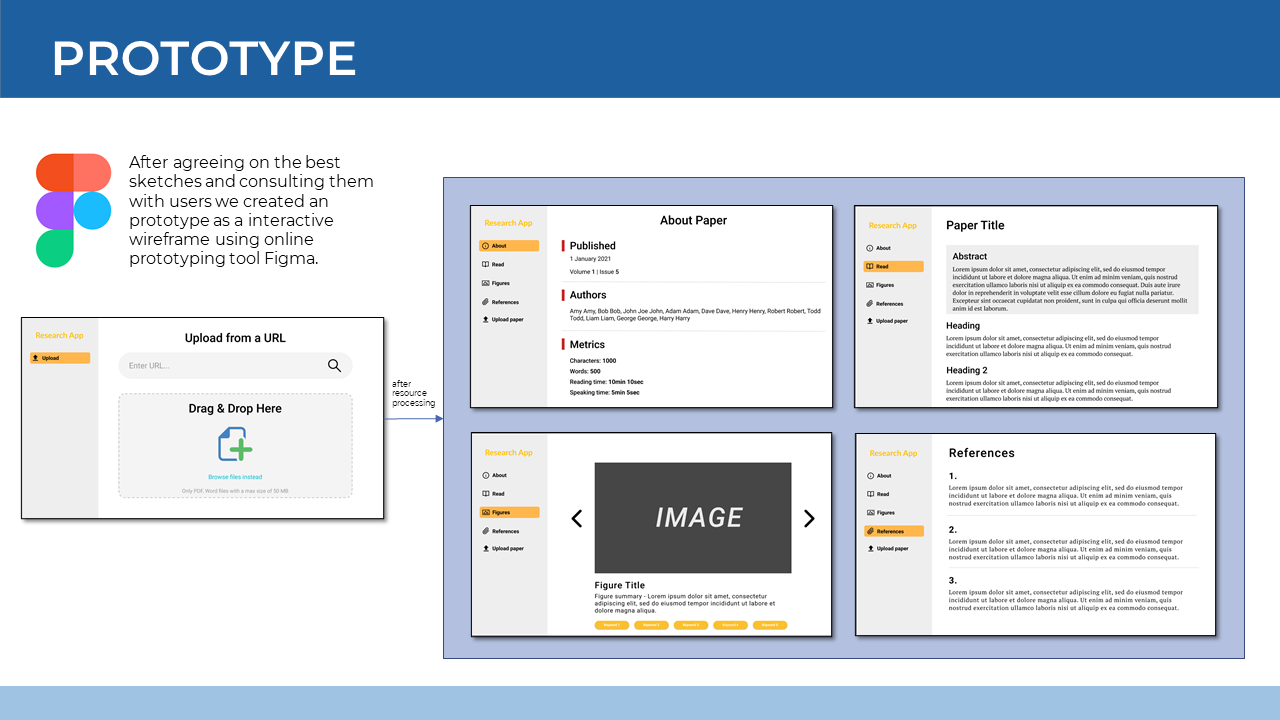 PROTOTYPE
After agreeing on the best
sketches and consulting them
with users we created an
prototype as a interactive
wireframe using online
prototyping tool Figma.
Research App
Upload
Upload from a URL
Enter URL...
Drag & Drop Here
Browse files instead
Only PDF, Word files with a max size of 50 MB.
after
resource
processing
Research App
About
Read
Figures
References
Upload paper
About Paper
Published
1 January 2021
Volume 1 | Issue 5
Authors
Amy Amy, Bob Bob, John Joe John, Adam Adam, Dave Dave, Henry Henry, Robert Robert, Todd
Todd, Liam Liam, George George, Harry Harry
Metrics
Characters: 1000
Words: 500
Reading time: 10min 10sec
Speaking time: 5min 5sec
Research App
About
Read
Figures
References
Upload paper
Paper Title
Abstract
Lorem ipsum dolor sit amet, consectetur adipiscing elit, sed do eiusmod tempor
incididunt ut labore et dolore magna aliqua. Ut enim ad minim veniam, quis nostrud
exercitation ullamco laboris nisi ut aliquip ex ea commodo consequat. Duis aute irure
dolor in reprehenderit in voluptate velit esse cillum dolore eu fugiat nulla pariatur.
Excepteur sint occaecat cupidatat non proident, sunt in culpa qui officia deserunt mollit
anim id est laborum.
Heading
Lorem ipsum dolor sit amet, consectetur adipiscing elit, sed do eiusmod tempor
incididunt ut labore et dolore magna aliqua. Ut enim ad minim veniam, quis nostrud
exercitation ullamco laboris nisi ut aliquip ex ea commodo consequat.
Heading 2
Lorem ipsum dolor sit amet, consectetur adipiscing elit, sed do eiusmod tempor
incididunt ut labore et dolore magna aliqua. Ut enim ad minim veniam, quis nostrud
exercitation ullamco laboris nisi ut aliquip ex ea commodo consequat.
Research App
About
Read
Figures
References
Upload paper
IMAGE
Figure Title
Figure summary - Lorem ipsum dolor sit amet, consectetur
adipiscing elit, sed do eiusmod tempor incididunt ut labore et
dolore magna aliqua.
Research App
About
Read
Figures
References
Upload paper
References
1.
Lorem ipsum dolor sit amet, consectetur adipiscing elit, sed do eiusmod tempor
incididunt ut labore et dolore magna aliqua. Ut enim ad minim veniam, quis
nostrud exercitation ullamco laboris nisi ut aliquip ex ea commodo consequat.
2.
Lorem ipsum dolor sit amet, consectetur adipiscing elit, sed do eiusmod tempor
incididunt ut labore et dolore magna aliqua. Ut enim ad minim veniam, quis
nostrud exercitation ullamco laboris nisi ut aliquip ex ea commodo consequat.
3.
Lorem ipsum dolor sit amet, consectetur adipiscing elit, sed do eiusmod tempor
incididunt ut labore et dolore magna aliqua. Ut enim ad minim veniam, quis
nostrud exercitation ullamco laboris nisi ut aliquip ex ea commodo consequat.